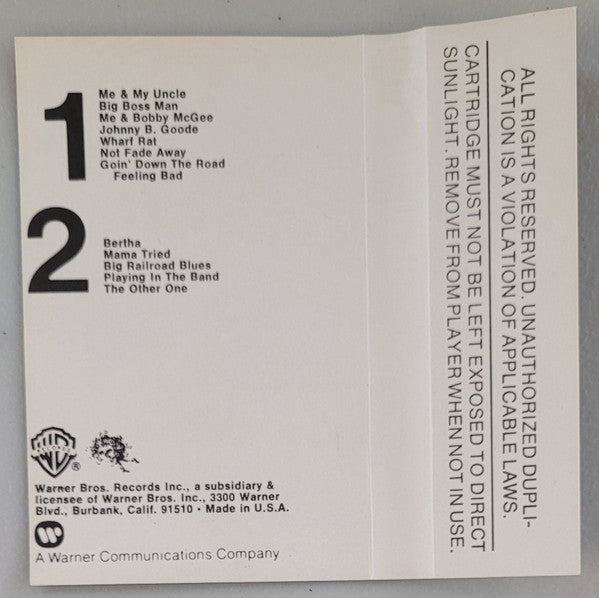 1
Me & My Uncle
Big Boss Man
Me & Bobby McGee
Johnny B. Goode
Wharf Rat
Not Fade Away
Goin' Down The Road
Feeling Bad
2
Bertha
Mama Tried
Big Railroad Blues
Playing In The Band
The Other One
WB
RECORDS
®
Warner Bros. Records Inc., a subsidiary &
licensee of Warner Bros. Inc., 3300 Warner
Blvd., Burbank, Calif. 91510 • Made in U.S.A.
A Warner Communications Company
ALL RIGHTS RESERVED. UNAUTHORIZED DUPLI-
CATION IS A VIOLATION OF APPLICABLE LAWS.
CARTRIDGE MUST NOT BE LEFT EXPOSED TO DIRECT
SUNLIGHT. REMOVE FROM PLAYER WHEN NOT IN USE.